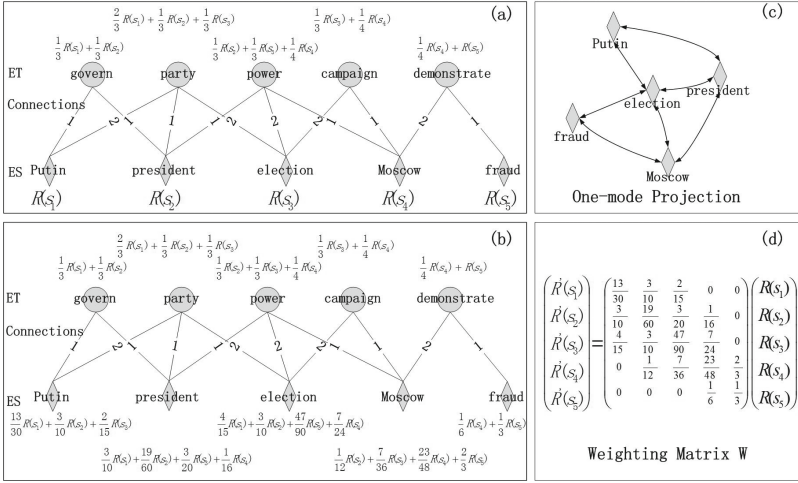 (a)
2/3 R(s₁) + 1/3 R(s₂) + 1/3 R(s₃)
1/3 R(s₃) + 1/4 R(s₄)
1/3 R(s₁) + 1/3 R(s₂)
1/3 R(s₂) + 1/3 R(s₃) + 1/4 R(s₄)
1/4 R(s₄) + R(s₅)
ET govern party power campaign demonstrate
Connections
1 2 1 1 1 2 2 2 1 1 2 1
ES Putin president election Moscow fraud
R(s₁) R(s₂) R(s₃) R(s₄) R(s₅)
(b)
2/3 R(s₁) + 1/3 R(s₂) + 1/3 R(s₃)
1/3 R(s₃) + 1/4 R(s₄)
1/3 R(s₁) + 1/3 R(s₂)
1/3 R(s₂) + 1/3 R(s₃) + 1/4 R(s₄)
1/4 R(s₄) + R(s₅)
ET govern party power campaign demonstrate
Connections
1 2 1 1 1 2 2 2 1 1 2 1
Putin president election Moscow fraud
ES
13/30 R(s₁) + 3/10 R(s₂) + 2/15 R(s₃)
4/15 R(s₁) + 3/10 R(s₂) + 47/90 R(s₃) + 7/24 R(s₄)
1/6 R(s₄) + 1/3 R(s₅)
3/10 R(s₁) + 19/60 R(s₂) + 3/20 R(s₃) + 1/16 R(s₄)
1/12 R(s₂) + 7/36 R(s₃) + 23/48 R(s₄) + 2/3 R(s₅)
(c)
Putin
president
election
fraud
Moscow
One-mode Projection
(d)
R'(s₁) 13/30 3/10 2/15 0 0 R(s₁)
R'(s₂) 3/10 19/60 3/20 1/16 0 R(s₂)
R'(s₃) = 4/15 3/10 47/90 7/24 0 R(s₃)
R'(s₄) 0 1/12 7/36 23/48 2/3 R(s₄)
R'(s₅) 0 0 0 1/6 1/3 R(s₅)
Weighting Matrix W